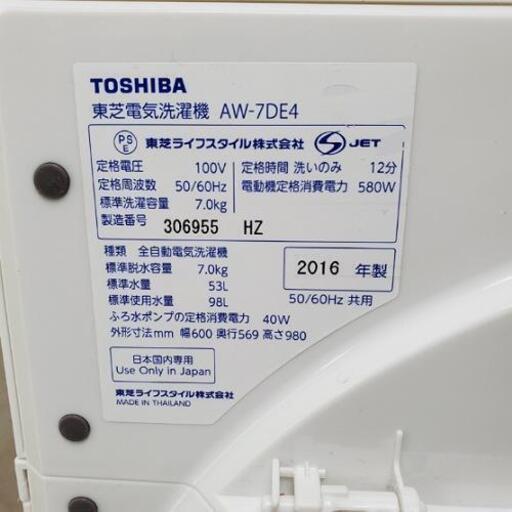 TOSHIBA
東芝電気洗濯機 AW-7DE4
PS E 東芝ライフスタイル株式会社 S JET
定格電圧 100V 定格時間 洗いのみ 12分
定格周波数 50/60Hz 電動機定格消費電力 580W
標準洗濯容量 7.0kg
製造番号 306955 HZ
種類 全自動電気洗濯機
標準脱水容量 7.0kg 2016 年製
標準水量 53L
標準使用水量 98L 50/60Hz 共用
ふろ水ポンプの定格消費電力 40W
外形寸法mm 幅600 奥行569 高さ980
日本国内専用
Use Only in Japan
東芝ライフスタイル株式会社
MADE IN THAILAND